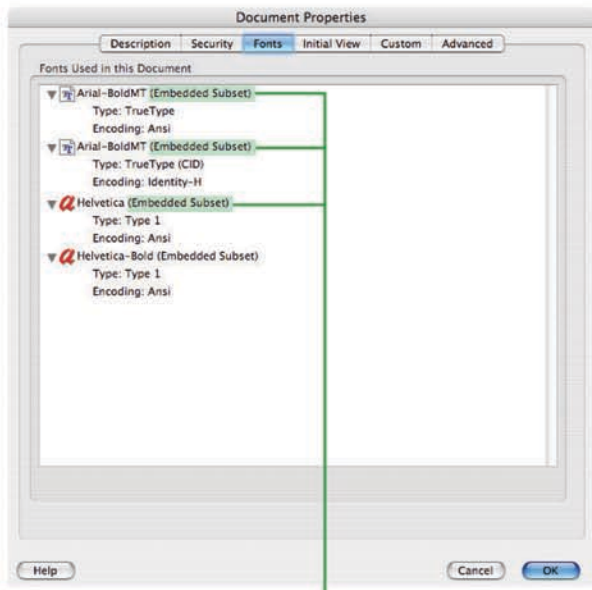 Document Properties
Description Security Fonts Initial View Custom Advanced
Fonts Used in this Document
Arial-BoldMT (Embedded Subset)
Type: TrueType
Encoding: Ansi
Arial-BoldMT (Embedded Subset)
Type: TrueType (CID)
Encoding: Identity-H
Helvetica (Embedded Subset)
Type: Type 1
Encoding: Ansi
Helvetica-Bold (Embedded Subset)
Type: Type 1
Encoding: Ansi
Help Cancel OK